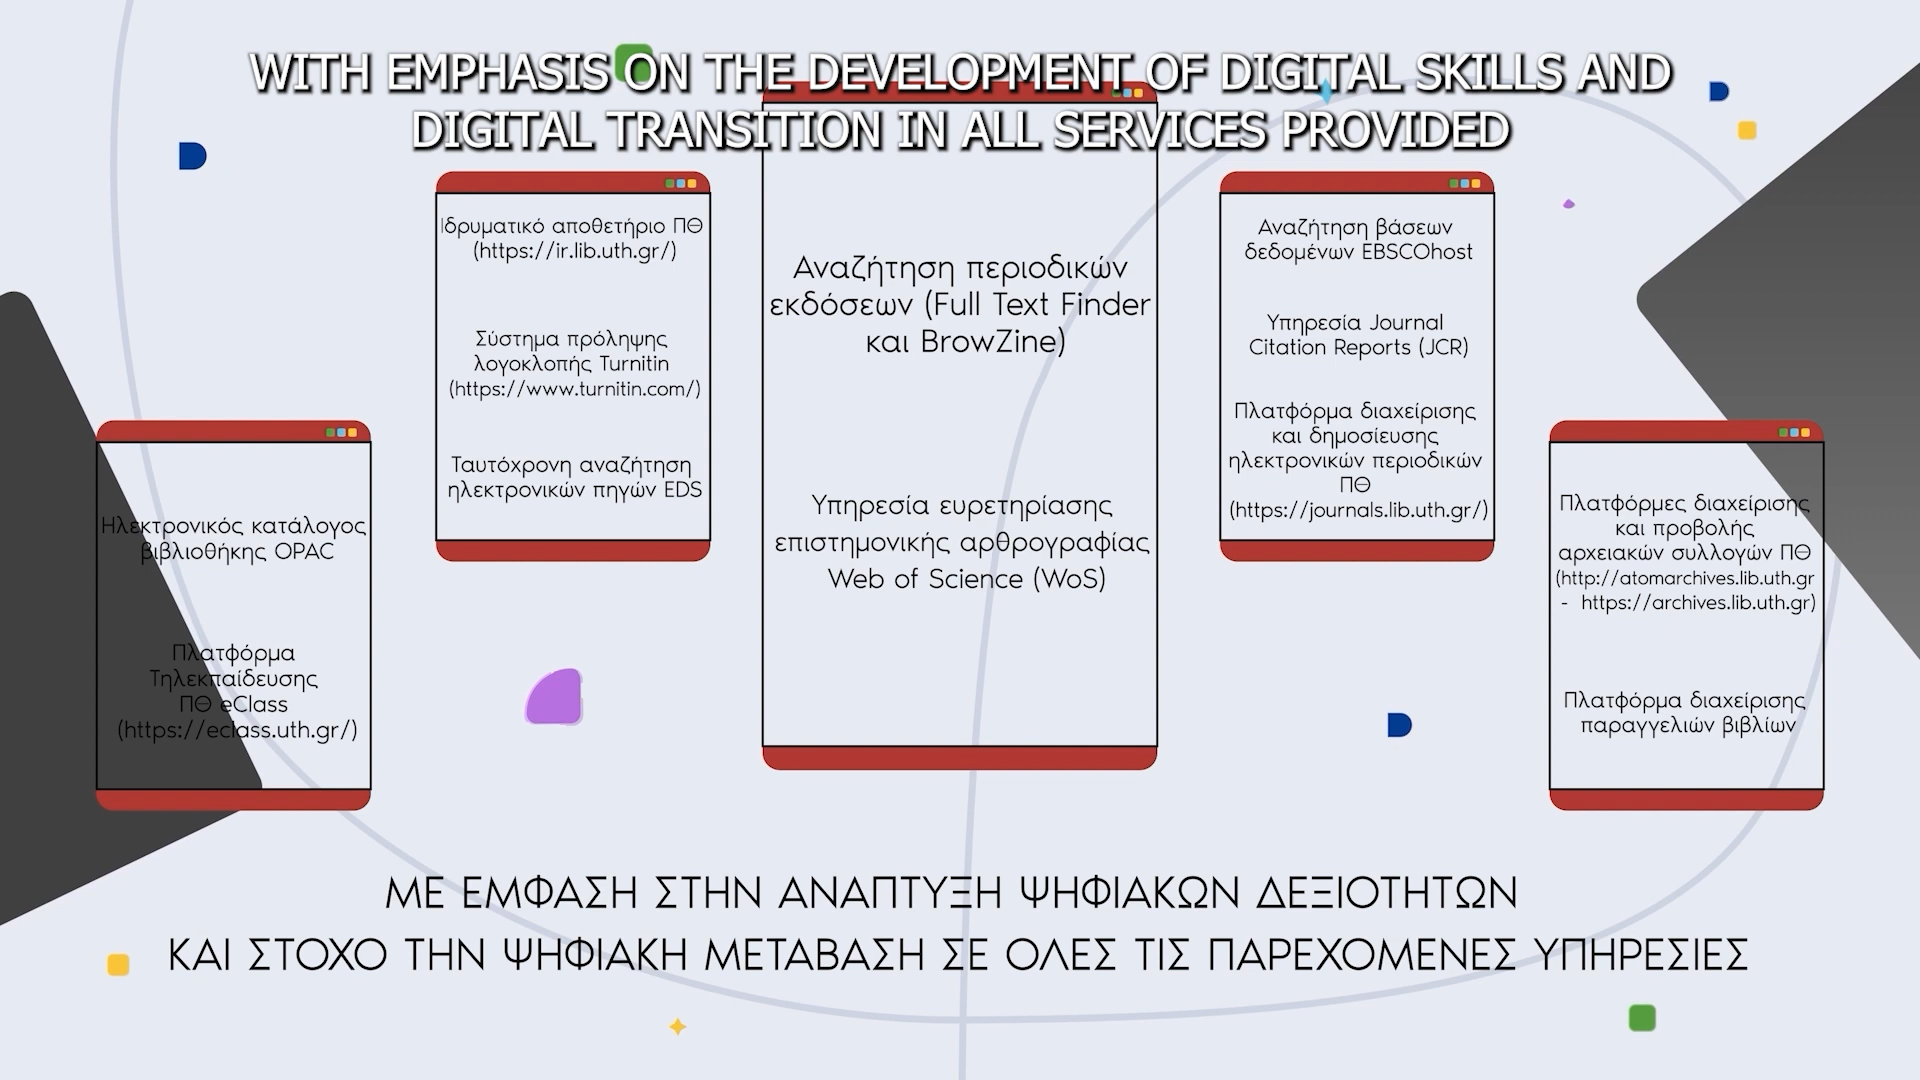 WITH EMPHASIS ON THE DEVELOPMENT OF DIGITAL SKILLS AND
DIGITAL TRANSITION IN ALL SERVICES PROVIDED
Ηλεκτρονικός κατάλογος
βιβλιοθήκης OPAC
Πλατφόρμα
Τηλεκπαίδευσης
ΠΘ eClass
(https://eclass.uth.gr/)
Ιδρυματικό αποθετήριο ΠΘ
(https://ir.lib.uth.gr/)
Σύστημα πρόληψης
λογοκλοπής Turnitin
(https://www.turnitin.com/)
Ταυτόχρονη αναζήτηση
ηλεκτρονικών πηγών EDS
Αναζήτηση περιοδικών
εκδόσεων (Full Text Finder
και BrowZine)
Υπηρεσία ευρετηρίασης
επιστημονικής αρθρογραφίας
Web of Science (WoS)
Αναζήτηση βάσεων
δεδομένων EBSCOhost
Υπηρεσία Journal
Citation Reports (JCR)
Πλατφόρμα διαχείρισης
και δημοσίευσης
ηλεκτρονικών περιοδικών
ΠΘ
(https://journals.lib.uth.gr/)
Πλατφόρμες διαχείρισης
και προβολής
αρχειακών συλλογών ΠΘ
(http://atomarchives.lib.uth.gr
- https://archives.lib.uth.gr)
Πλατφόρμα διαχείρισης
παραγγελιών βιβλίων
ΜΕ ΕΜΦΑΣΗ ΣΤΗΝ ΑΝΑΠΤΥΞΗ ΨΗΦΙΑΚΩΝ ΔΕΞΙΟΤΗΤΩΝ
ΚΑΙ ΣΤΟΧΟ ΤΗΝ ΨΗΦΙΑΚΗ ΜΕΤΑΒΑΣΗ ΣΕ ΟΛΕΣ ΤΙΣ ΠΑΡΕΧΟΜΕΝΕΣ ΥΠΗΡΕΣΙΕΣ